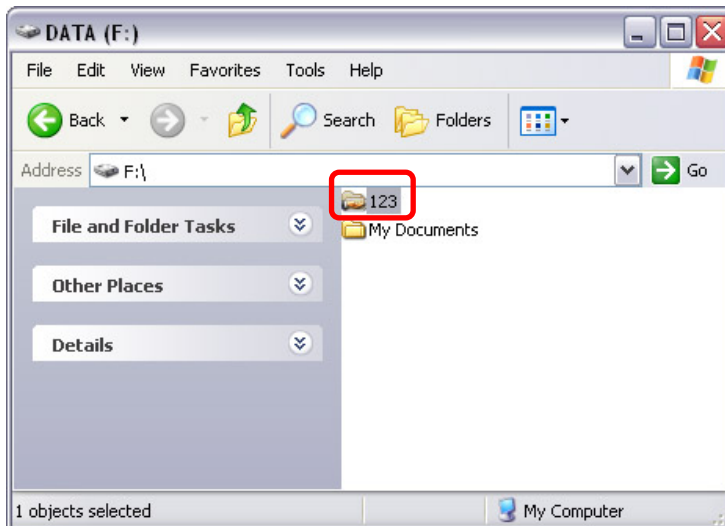 DATA (F:)
File Edit View Favorites Tools Help
Back Search Folders
Address F:\ Go
File and Folder Tasks
Other Places
Details
123
My Documents
1 objects selected My Computer